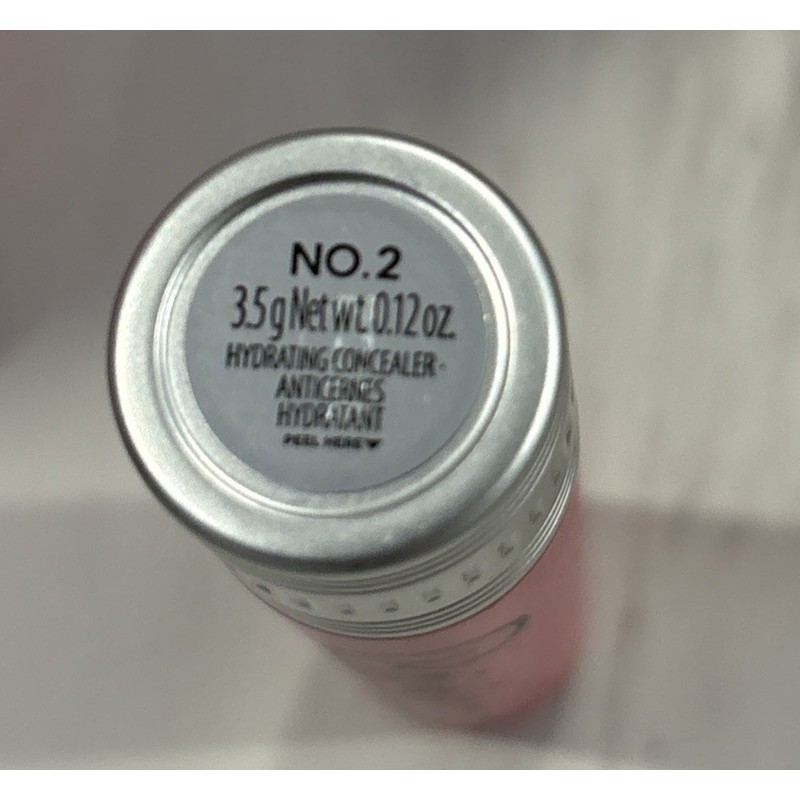 NO.2
3.5g Net wt. 0.12 oz.
HYDRATING CONCEALER -
ANTICERNES
HYDRATANT
PEEL HERE